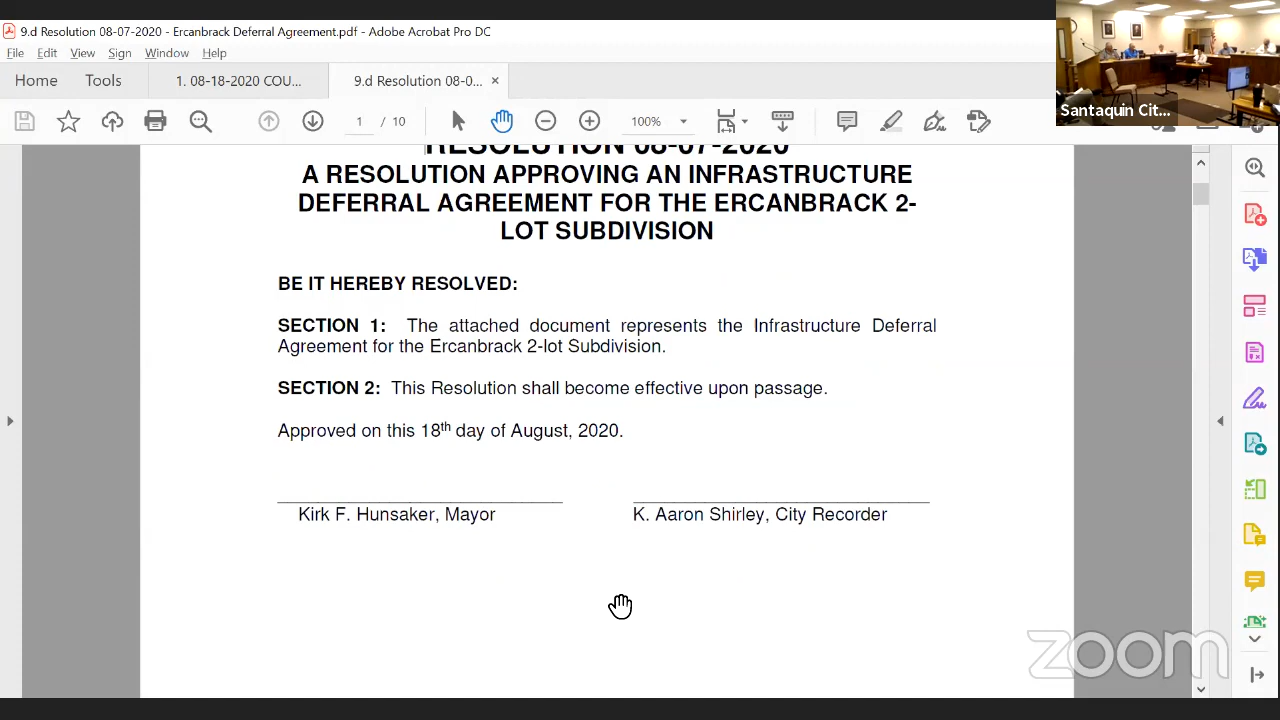 9.d Resolution 08-07-2020 - Ercanbrack Deferral Agreement.pdf - Adobe Acrobat Pro DC
File Edit View Sign Window Help
Home Tools 1. 08-18-2020 COU... 9.d Resolution 08-0... ×
1 / 10 100%
Santaquin Cit...
RESOLUTION 08-07-2020
A RESOLUTION APPROVING AN INFRASTRUCTURE
DEFERRAL AGREEMENT FOR THE ERCANBRACK 2-
LOT SUBDIVISION
BE IT HEREBY RESOLVED:
SECTION 1: The attached document represents the Infrastructure Deferral
Agreement for the Ercanbrack 2-lot Subdivision.
SECTION 2: This Resolution shall become effective upon passage.
Approved on this 18th day of August, 2020.
Kirk F. Hunsaker, Mayor K. Aaron Shirley, City Recorder
zoom